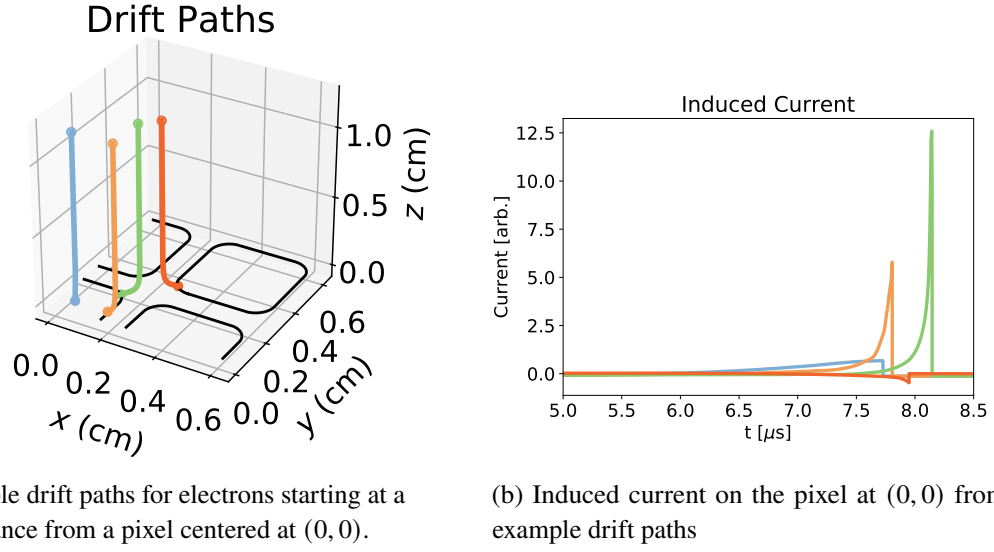 Drift Paths
1.0
0.5
0.0
z (cm)
0.0
0.2
0.4
0.6
x (cm)
0.0
0.2
0.4
0.6
y (cm)
Induced Current
12.5
10.0
7.5
5.0
2.5
0.0
Current [arb.]
5.0 5.5 6.0 6.5 7.0 7.5 8.0 8.5
t [μs]
le drift paths for electrons starting at a
ance from a pixel centered at (0,0).
(b) Induced current on the pixel at (0,0) from
example drift paths